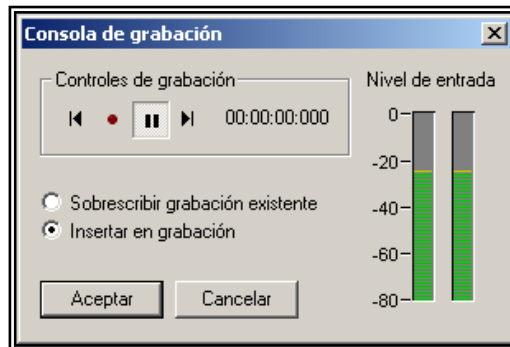 Consola de grabación
Controles de grabación
00:00:00:000
Sobrescribir grabación existente
Insertar en grabación
Aceptar
Cancelar
Nivel de entrada
0
-20
-40
-60
-80